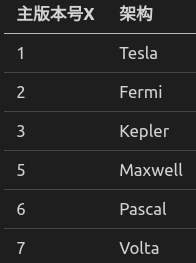 主版本号X 架构
1 Tesla
2 Fermi
3 Kepler
5 Maxwell
6 Pascal
7 Volta